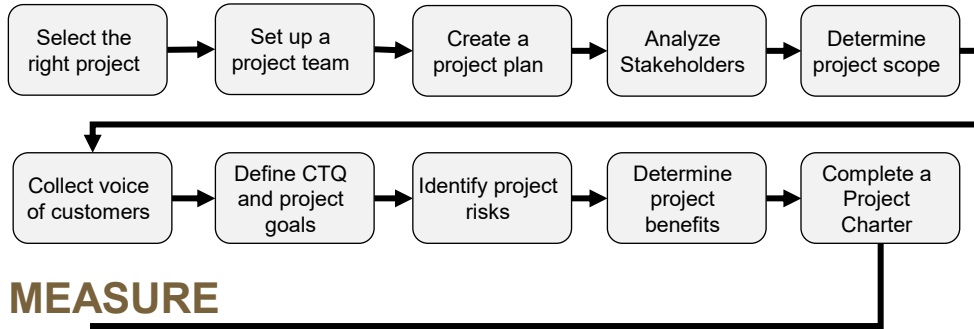 Select the
right project
Set up a
project team
Create a
project plan
Analyze
Stakeholders
Determine
project scope
Collect voice
of customers
Define CTQ
and project
goals
Identify project
risks
Determine
project
benefits
Complete a
Project
Charter
MEASURE